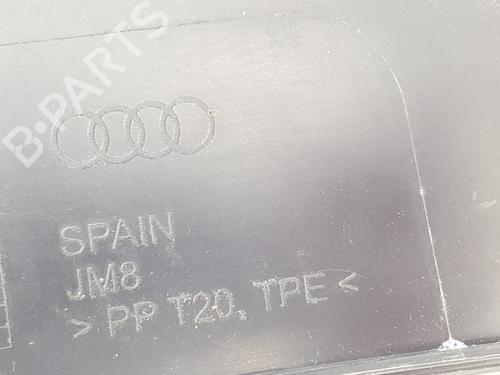 B-PARTS
SPAIN
JM8
> PP T20, TPE <